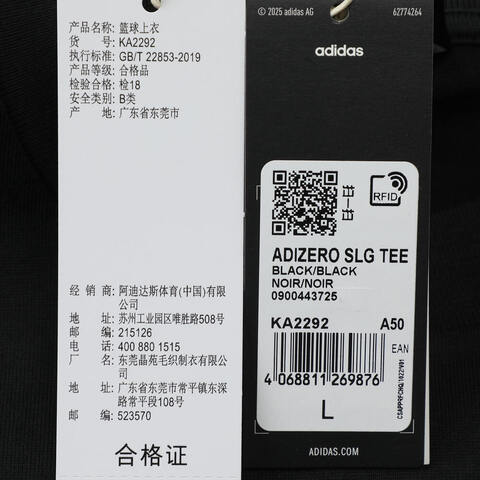 产品名称: 篮球上衣
货号: KA2292
执行标准: GB/T 22853-2019
产品等级: 合格品
检验合格: 检18
安全类别: B类
产地: 广东省东莞市
经销商: 阿迪达斯体育(中国)有限
公司
地址: 苏州工业园区唯胜路508号
邮编: 215126
电话: 400 880 1515
厂名: 东莞晶苑毛织制衣有限公司
地址: 广东省东莞市常平镇东深
路常平段108号
邮编: 523570
合格证
© 2025 adidas AG
62774264
adidas
RFID
ADIZERO SLG TEE
BLACK/BLACK
NOIR/NOIR
0900443725
KA2292 A50
EAN
4 068811 269876
L
ADIDAS.COM